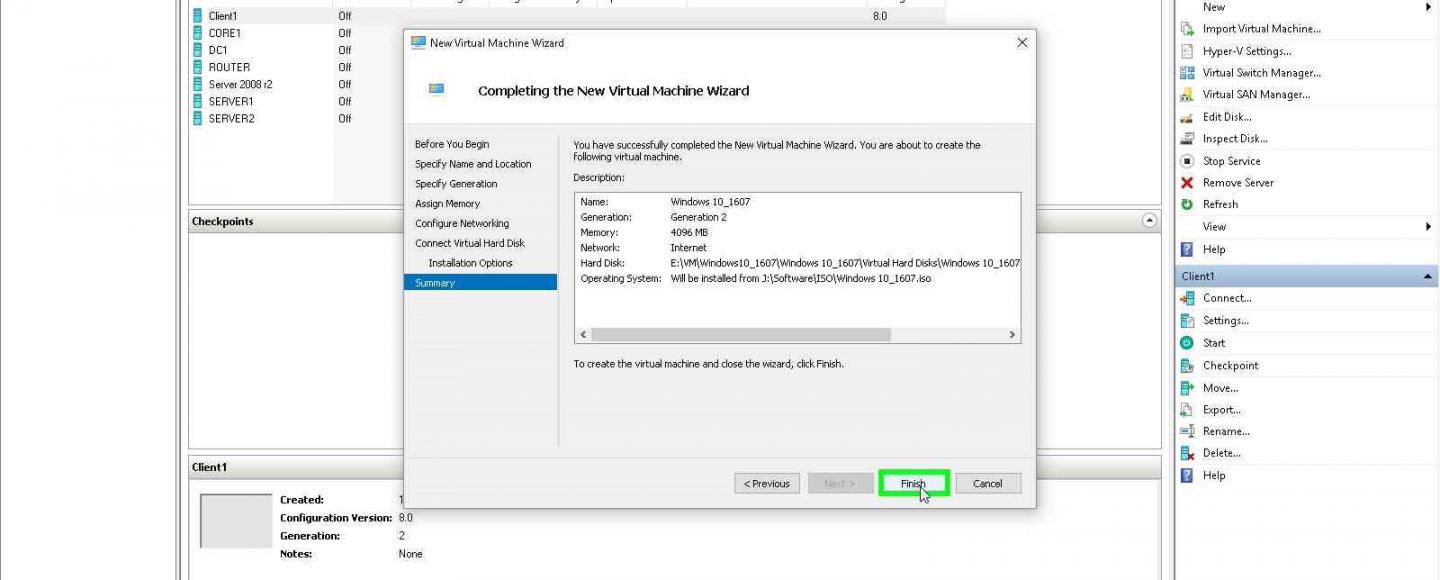 Client1 Off 8.0
CORE1 Off
DC1 Off
ROUTER Off
Server 2008 r2 Off
SERVER1 Off
SERVER2 Off
Checkpoints
Client1
Created: 1
Configuration Version: 8.0
Generation: 2
Notes: None
New Virtual Machine Wizard
Completing the New Virtual Machine Wizard
Before You Begin
Specify Name and Location
Specify Generation
Assign Memory
Configure Networking
Connect Virtual Hard Disk
Installation Options
Summary
You have successfully completed the New Virtual Machine Wizard. You are about to create the
following virtual machine.
Description:
Name: Windows 10_1607
Generation: Generation 2
Memory: 4096 MB
Network: Internet
Hard Disk: E:\VM\Windows10_1607\Windows 10_1607\Virtual Hard Disks\Windows 10_1607
Operating System: Will be installed from J:\Software\ISO\Windows 10_1607.iso
To create the virtual machine and close the wizard, click Finish.
< Previous Next > Finish Cancel
New
Import Virtual Machine...
Hyper-V Settings...
Virtual Switch Manager...
Virtual SAN Manager...
Edit Disk...
Inspect Disk...
Stop Service
Remove Server
Refresh
View
Help
Client1
Connect...
Settings...
Start
Checkpoint
Move...
Export...
Rename...
Delete...
Help